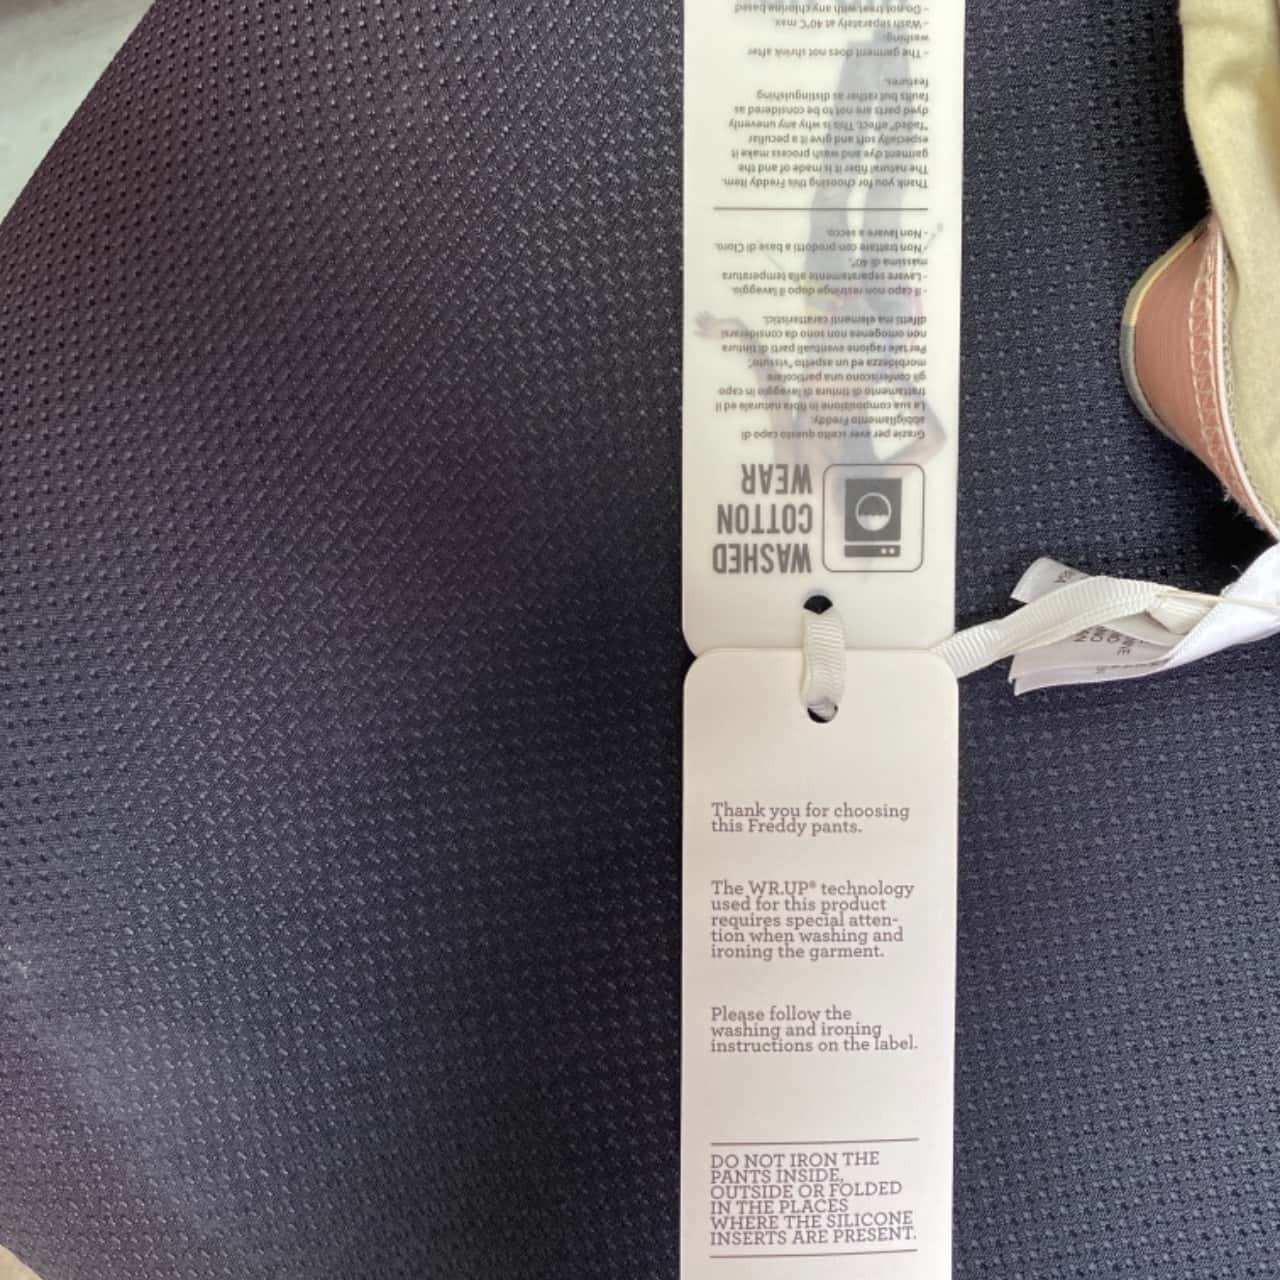 WASHED
COTTON
WEAR
Grazie per aver scelto questo capo di
abbigliamento Freddy.
La sua composizione in fibra naturale ed il
trattamento di tintura di lavaggio in capo
gli conferiscono una particolare
morbidezza ed un aspetto "vissuto".
Per tale ragione eventuali parti di tintura
non omogenea non sono da considerarsi
difetti ma elementi caratteristici.
- Il capo non restringe dopo il lavaggio.
- Lavare separatamente alla temperatura
massima di 40°.
- Non trattare con prodotti a base di Cloro.
- Non lavare a secco.
Thank you for choosing this Freddy item.
The natural fiber it is made of and the
garment dye and wash process make it
especially soft and give it a peculiar
"faded" effect. This is why any unevenly
dyed parts are not to be considered as
faults but rather as distinguishing
features.
- The garment does not shrink after
washing.
- Wash separately at 40°C max.
- Do not treat with any chlorine based
Thank you for choosing
this Freddy pants.
The WR.UP® technology
used for this product
requires special atten-
tion when washing and
ironing the garment.
Please follow the
washing and ironing
instructions on the label.
DO NOT IRON THE
PANTS INSIDE,
OUTSIDE OR FOLDED
IN THE PLACES
WHERE THE SILICONE
INSERTS ARE PRESENT.